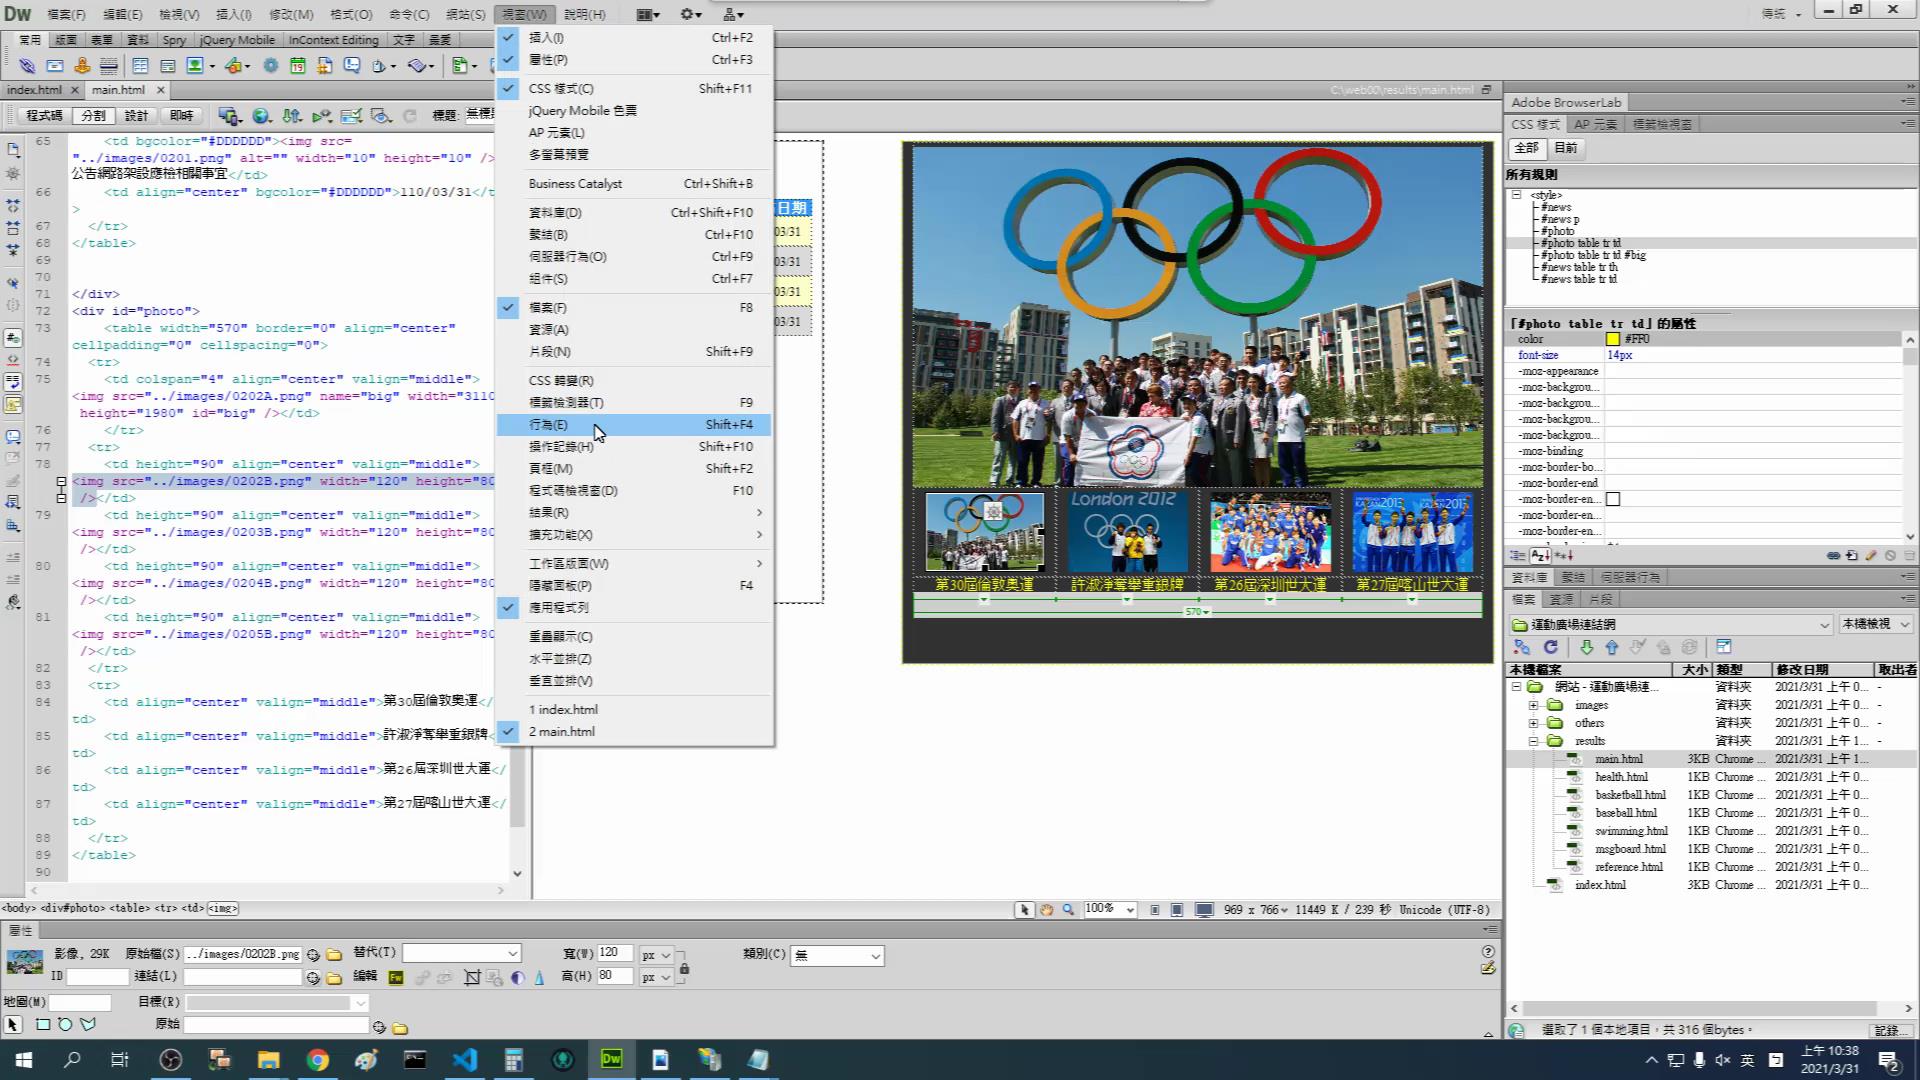 Dw 檔案(F) 編輯(E) 檢視(V) 插入(I) 修改(M) 格式(O) 命令(C) 網站(S) 視窗(W) 說明(H) 傳統
常用 版面 表單 資料 Spry jQuery Mobile InContext Editing 文字 最愛
index.html main.html
程式碼 分割 設計 即時 標題:
C:\web00\results\main.html
65 <td bgcolor="#DDDDDD"><img src=
"../images/0201.png" alt="" width="10" height="10" />
公告網路架設應檢相關事宜</td>
66 <td align="center" bgcolor="#DDDDDD">110/03/31</t
>
67 </tr>
68 </table>
69
70
71 </div>
72 <div id="photo">
73 <table width="570" border="0" align="center"
cellpadding="0" cellspacing="0">
74 <tr>
75 <td colspan="4" align="center" valign="middle">
<img src="../images/0202A.png" name="big" width="3110
height="1980" id="big" /></td>
76 </tr>
77 <tr>
78 <td height="90" align="center" valign="middle">
<img src="../images/0202B.png" width="120" height="80
/></td>
79 <td height="90" align="center" valign="middle">
<img src="../images/0203B.png" width="120" height="80
/></td>
80 <td height="90" align="center" valign="middle">
<img src="../images/0204B.png" width="120" height="80
/></td>
81 <td height="90" align="center" valign="middle">
<img src="../images/0205B.png" width="120" height="80
/></td>
82 </tr>
83 <tr>
84 <td align="center" valign="middle">第30屆倫敦奧運</
td>
85 <td align="center" valign="middle">許淑淨奪舉重銀牌
td>
86 <td align="center" valign="middle">第26屆深圳世大運</
td>
87 <td align="center" valign="middle">第27屆喀山世大運</
td>
88 </tr>
89 </table>
90
插入(I) Ctrl+F2
屬性(P) Ctrl+F3
CSS 樣式(C) Shift+F11
jQuery Mobile 色票
AP 元素(L)
多螢幕預覽
Business Catalyst Ctrl+Shift+B
資料庫(D) Ctrl+Shift+F10
繫結(B) Ctrl+F10
伺服器行為(O) Ctrl+F9
組件(S) Ctrl+F7
檔案(F) F8
資源(A)
片段(N) Shift+F9
CSS 轉變(R)
標籤檢測器(T) F9
行為(E) Shift+F4
操作記錄(H) Shift+F10
頁框(M) Shift+F2
程式碼檢視窗(D) F10
結果(R)
擴充功能(X)
工作區版面(W)
隱藏面板(P) F4
應用程式列
重疊顯示(C)
水平並排(Z)
垂直並排(V)
1 index.html
2 main.html
日期
03/31
03/31
03/31
03/31
London 2012
第30屆倫敦奧運 許淑淨奪舉重銀牌 第26屆深圳世大運 第27屆喀山世大運
570
Adobe BrowserLab
CSS 樣式 AP 元素 標籤檢視窗
全部 目前
所有規則
<style>
#news
#news p
#photo
#photo table tr td
#photo table tr td #big
#news table tr th
#news table tr td
「#photo table tr td」的屬性
color #FF0
font-size 14px
-moz-appearance
-moz-backgrou...
-moz-backgrou...
-moz-backgrou...
-moz-backgrou...
-moz-binding
-moz-border-bo...
-moz-border-end
-moz-border-en...
-moz-border-en...
資料庫 繫結 伺服器行為
檔案 資源 片段
運動廣場連結網 本機檢視
本機檔案 大小 類型 修改日期 取出者
網站 - 運動廣場連... 資料夾 2021/3/31 上午 0... -
images 資料夾 2021/3/31 上午 0... -
others 資料夾 2021/3/31 上午 0... -
results 資料夾 2021/3/31 上午 1... -
main.html 3KB Chrome ... 2021/3/31 上午 1...
health.html 1KB Chrome ... 2021/3/31 上午 0...
basketball.html 1KB Chrome ... 2021/3/31 上午 0...
baseball.html 1KB Chrome ... 2021/3/31 上午 0...
swimming.html 1KB Chrome ... 2021/3/31 上午 0...
msgboard.html 1KB Chrome ... 2021/3/31 上午 0...
reference.html 1KB Chrome ... 2021/3/31 上午 0...
index.html 3KB Chrome ... 2021/3/31 上午 0...
選取了 1 個本地項目，共 316 個bytes。 記錄...
<body> <div#photo> <table> <tr> <td> <img>
100% 969 x 766 11449 K / 239 秒 Unicode (UTF-8)
屬性
影像, 29K 原始檔(S) ../images/0202B.png 替代(T) 寬(W) 120 px 類別(C) 無
ID 連結(L) 編輯 高(H) 80 px
地圖(M) 目標(R)
原始
英 上午 10:38
2021/3/31